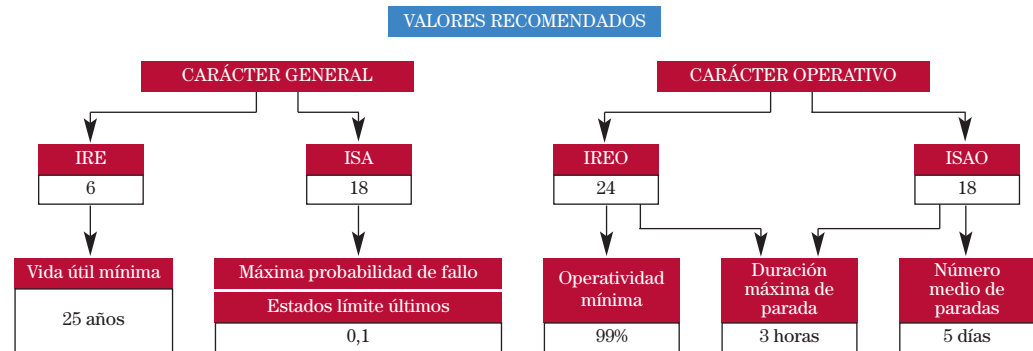 VALORES RECOMENDADOS
CARÁCTER GENERAL
CARÁCTER OPERATIVO
IRE
ISA
IREO
ISAO
6
18
24
18
Vida útil mínima
25 años
Máxima probabilidad de fallo
Estados límite últimos
0,1
Operatividad
mínima
99%
Duración
máxima de
parada
3 horas
Número
medio de
paradas
5 días